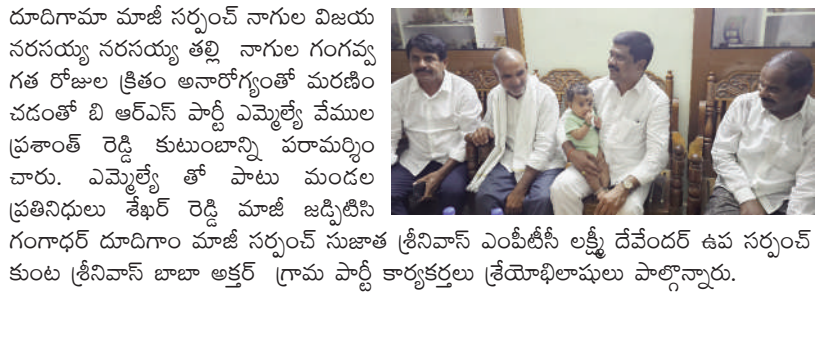 దూదిగామా మాజీ సర్పంచ్ నాగుల విజయ
నరసయ్య నరసయ్య తల్లి నాగుల గంగవ్వ
గత రోజుల క్రితం అనారోగ్యంతో మరణిం
చడంతో బి ఆర్ఎస్ పార్టీ ఎమ్మెల్యే వేముల
ప్రశాంత్ రెడ్డి కుటుంబాన్ని పరామర్శిం
చారు. ఎమ్మెల్యే తో పాటు మండల
ప్రతినిధులు శేఖర్ రెడ్డి మాజీ జడ్పిటిసి
గంగాధర్ దూదిగాం మాజీ సర్పంచ్ సుజాత శ్రీనివాస్ ఎంపీటీసీ లక్ష్మీ దేవేందర్ ఉప సర్పంచ్
కుంట శ్రీనివాస్ బాబా అక్తర్ గ్రామ పార్టీ కార్యకర్తలు శ్రేయోభిలాషులు పాల్గొన్నారు.